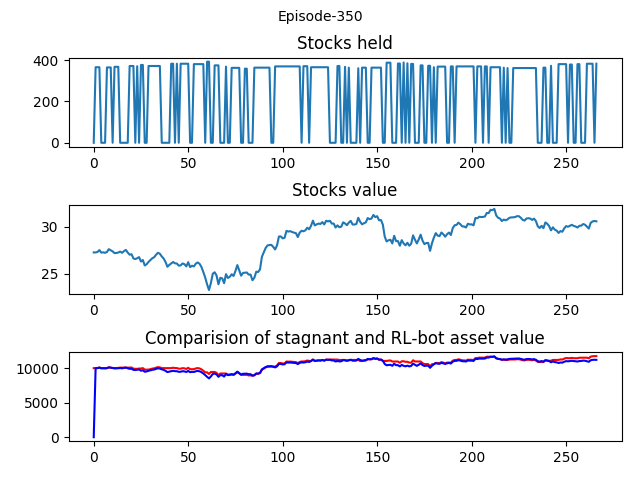 Episode-350
Stocks held
400
200
0
0 50 100 150 200 250
Stocks value
30
25
0 50 100 150 200 250
Comparision of stagnant and RL-bot asset value
10000
5000
0
0 50 100 150 200 250